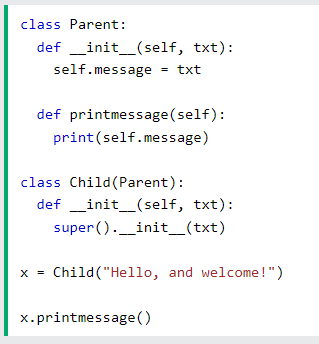 class Parent:
  def __init__(self, txt):
    self.message = txt

  def printmessage(self):
    print(self.message)

class Child(Parent):
  def __init__(self, txt):
    super().__init__(txt)

x = Child("Hello, and welcome!")

x.printmessage()